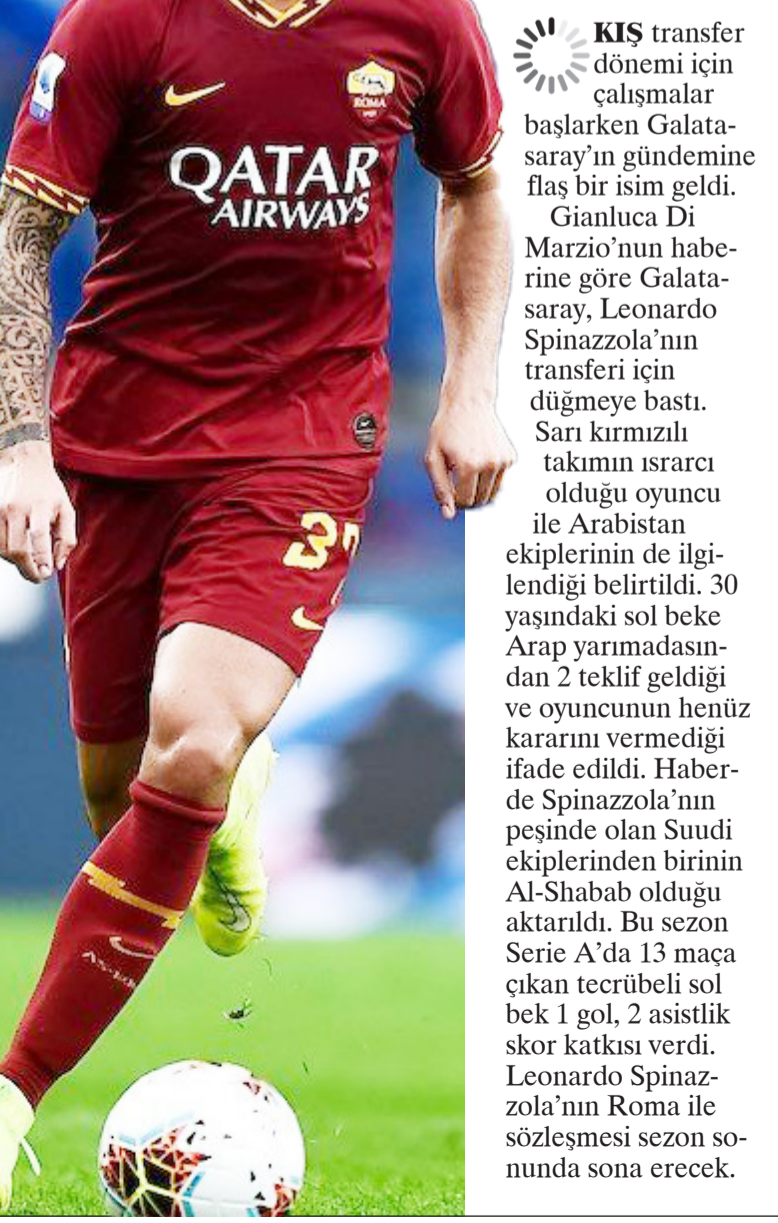 QATAR
AIRWAYS
ROMA
37
KIŞ transfer
dönemi için
çalışmalar
başlarken Galata-
saray’ın gündemine
flaş bir isim geldi.
Gianluca Di
Marzio’nun habe-
rine göre Galata-
saray, Leonardo
Spinazzola’nın
transferi için
düğmeye bastı.
Sarı kırmızılı
takımın ısrarcı
olduğu oyuncu
ile Arabistan
ekiplerinin de ilgi-
lendiği belirtildi. 30
yaşındaki sol beke
Arap yarımadasın-
dan 2 teklif geldiği
ve oyuncunun henüz
kararını vermediği
ifade edildi. Haber-
de Spinazzola’nın
peşinde olan Suudi
ekiplerinden birinin
Al-Shabab olduğu
aktarıldı. Bu sezon
Serie A’da 13 maça
çıkan tecrübeli sol
bek 1 gol, 2 asistlik
skor katkısı verdi.
Leonardo Spinaz-
zola’nın Roma ile
sözleşmesi sezon so-
nunda sona erecek.